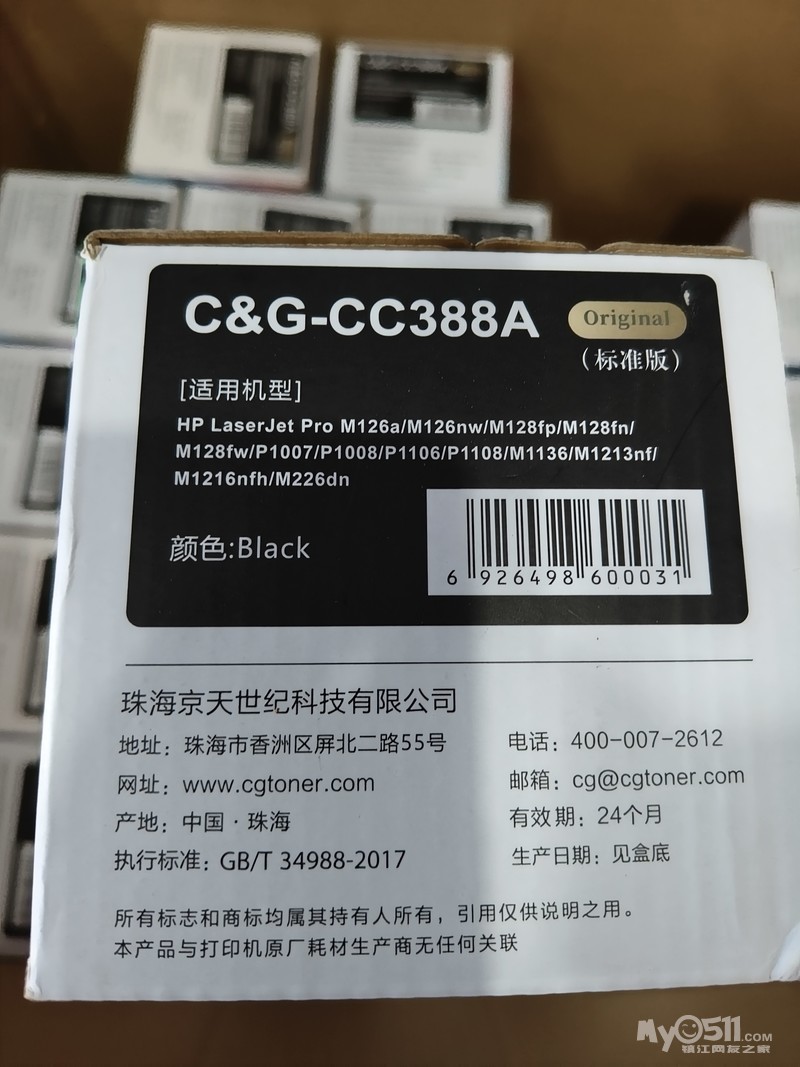 C&G-CC388A Original
(标准版)
[适用机型]
HP LaserJet Pro M126a/M126nw/M128fp/M128fn/
M128fw/P1007/P1008/P1106/P1108/M1136/M1213nf/
M1216nfh/M226dn
颜色:Black
6 926498 600031
珠海京天世纪科技有限公司
地址：珠海市香洲区屏北二路55号 电话：400-007-2612
网址：www.cgtoner.com 邮箱：cg@cgtoner.com
产地：中国·珠海 有效期：24个月
执行标准：GB/T 34988-2017 生产日期：见盒底
所有标志和商标均属其持有人所有，引用仅供说明之用。
本产品与打印机原厂耗材生产商无任何关联
My0511.COM
镇江网友之家